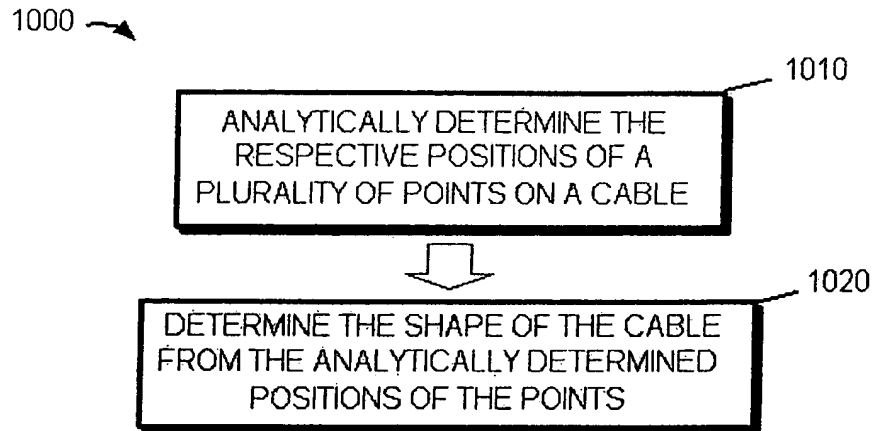 1000
1010
ANALYTICALLY DETERMINE THE
RESPECTIVE POSITIONS OF A
PLURALITY OF POINTS ON A CABLE
1020
DETERMINE THE SHAPE OF THE CABLE
FROM THE ANALYTICALLY DETERMINED
POSITIONS OF THE POINTS